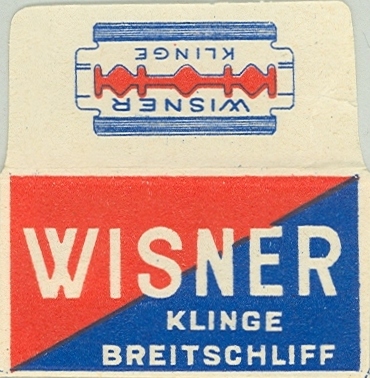 KLINGE
WISNER
WISNER
KLINGE
BREITSCHLIFF